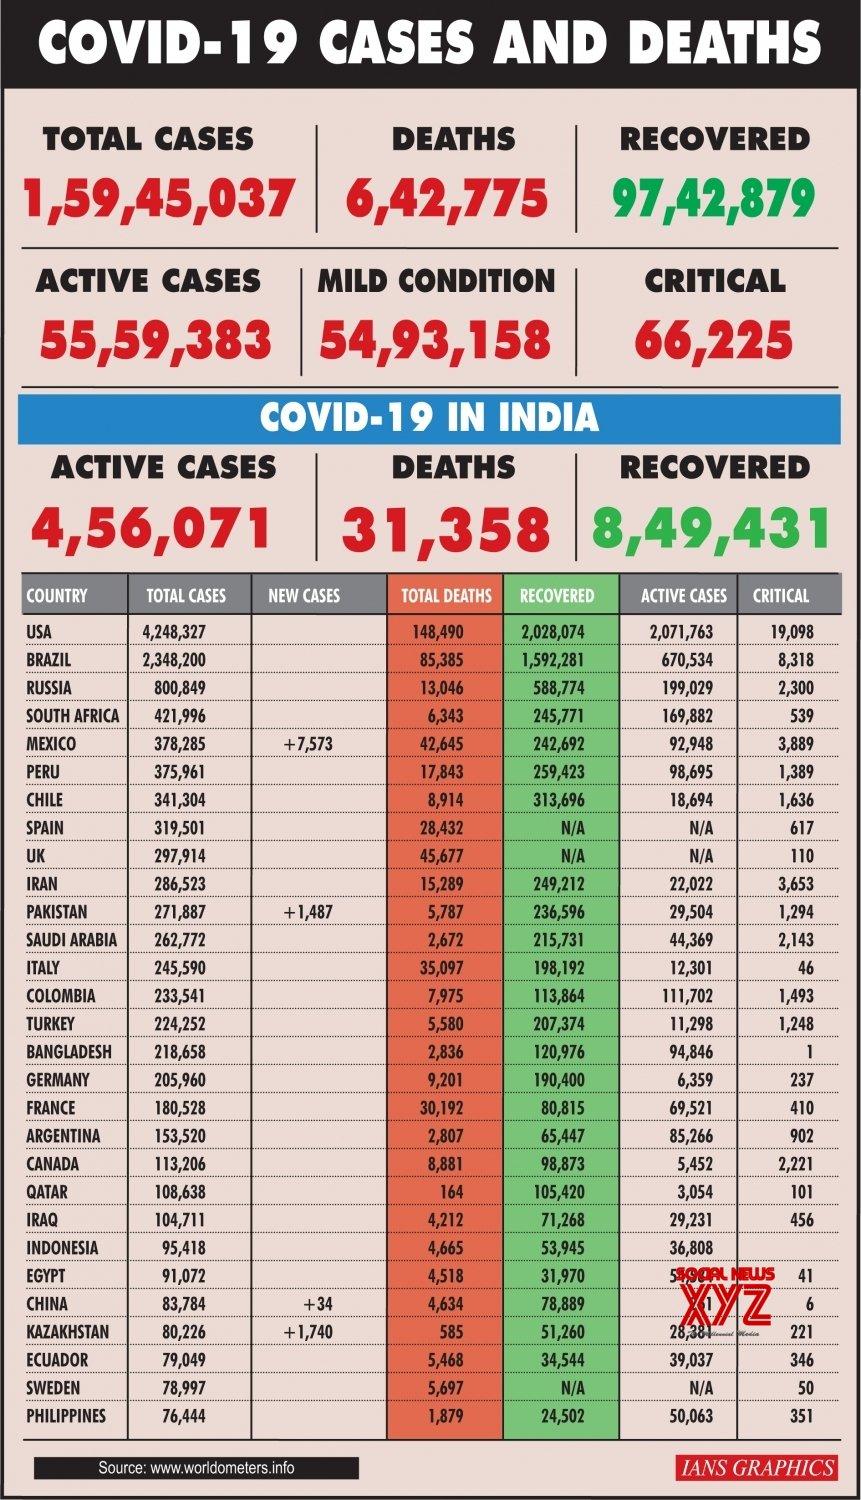 COVID-19 CASES AND DEATHS
TOTAL CASES DEATHS RECOVERED
1,59,45,037 6,42,775 97,42,879
ACTIVE CASES MILD CONDITION CRITICAL
55,59,383 54,93,158 66,225
COVID-19 IN INDIA
ACTIVE CASES DEATHS RECOVERED
4,56,071 31,358 8,49,431
COUNTRY TOTAL CASES NEW CASES TOTAL DEATHS RECOVERED ACTIVE CASES CRITICAL
USA 4,248,327 148,490 2,028,074 2,071,763 19,098
BRAZIL 2,348,200 85,385 1,592,281 670,534 8,318
RUSSIA 800,849 13,046 588,774 199,029 2,300
SOUTH AFRICA 421,996 6,343 245,771 169,882 539
MEXICO 378,285 +7,573 42,645 242,692 92,948 3,889
PERU 375,961 17,843 259,423 98,695 1,389
CHILE 341,304 8,914 313,696 18,694 1,636
SPAIN 319,501 28,432 N/A N/A 617
UK 297,914 45,677 N/A N/A 110
IRAN 286,523 15,289 249,212 22,022 3,653
PAKISTAN 271,887 +1,487 5,787 236,596 29,504 1,294
SAUDI ARABIA 262,772 2,672 215,731 44,369 2,143
ITALY 245,590 35,097 198,192 12,301 46
COLOMBIA 233,541 7,975 113,864 111,702 1,493
TURKEY 224,252 5,580 207,374 11,298 1,248
BANGLADESH 218,658 2,836 120,976 94,846 1
GERMANY 205,960 9,201 190,400 6,359 237
FRANCE 180,528 30,192 80,815 69,521 410
ARGENTINA 153,520 2,807 65,447 85,266 902
CANADA 113,206 8,881 98,873 5,452 2,221
QATAR 108,638 164 105,420 3,054 101
IRAQ 104,711 4,212 71,268 29,231 456
INDONESIA 95,418 4,665 53,945 36,808
EGYPT 91,072 4,518 31,970 41
SOCIAL NEWS
XYZ
CHINA 83,784 +34 4,634 78,889 6
KAZAKHSTAN 80,226 +1,740 585 51,260 28,381 221
ECUADOR 79,049 5,468 34,544 39,037 346
SWEDEN 78,997 5,697 N/A N/A 50
PHILIPPINES 76,444 1,879 24,502 50,063 351
Source: www.worldometers.info
IANS GRAPHICS